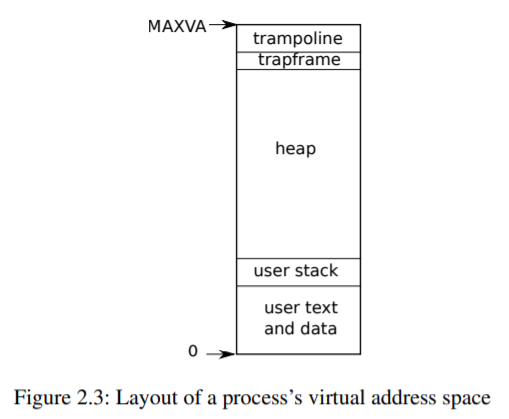 MAXVA
trampoline
trapframe
heap
user stack
user text
and data
0
Figure 2.3: Layout of a process’s virtual address space